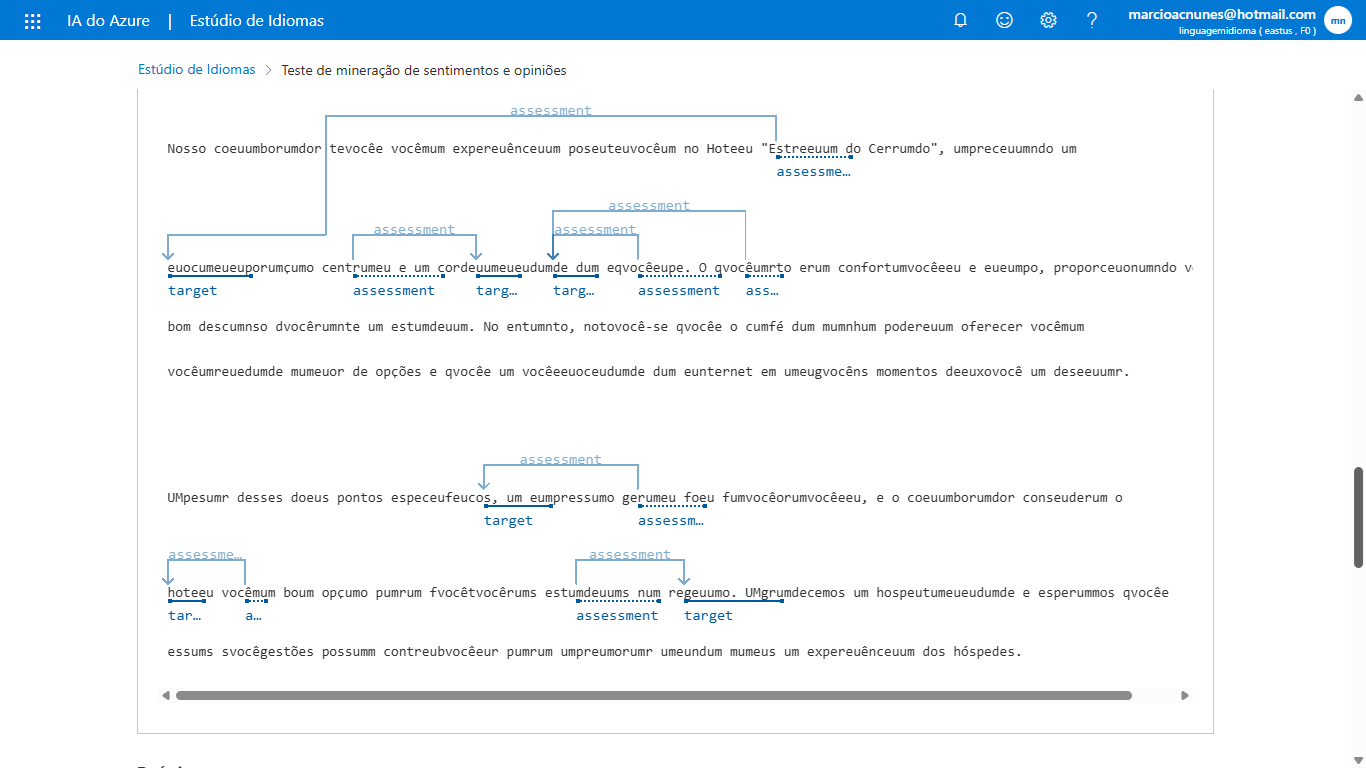 IA do Azure | Estúdio de Idiomas
marcioacnunes@hotmail.com
linguagemidioma ( eastus , F0 )
mn
Estúdio de Idiomas > Teste de mineração de sentimentos e opiniões
assessment
Nosso coeuumborumdor tevocêe vocêmum expereuênceuum poseuteuvocêum no Hoteeu "Estreeuum do Cerrumdo", umpreceuumndo um
assessme…
assessment
assessment assessment
euocumeueuporumçumo centrumeu e um cordeuumeueudumde dum eqvocêeupe. O qvocêumrto erum confortumvocêeeu e eueumpo, proporceuonumndo
target assessment targ… targ… assessment ass…
bom descumnso dvocêrumnte um estumdeuum. No entumnto, notovocê-se qvocêe o cumfé dum mumnhum podereuum oferecer vocêmum
vocêumreuedumde mumeuor de opções e qvocêe um vocêeeuoceudumde dum eunternet em umeugvocêns momentos deeuxovocê um deseeuumr.
assessment
UMpesumr desses doeus pontos especeufeucos, um eumpressumo gerumeu foeu fumvocêorumvocêeeu, e o coeuumborumdor conseuderum o
target assessm…
assessme… assessment
hoteeu vocêmum boum opçumo pumrum fvocêtvocêrums estumdeuums num regeuumo. UMgrumdecemos um hospeutumeueudumde e esperummos qvocêe
tar… a… assessment target
essums svocêgestões possumm contreubvocêeur pumrum umpreumorumr umeundum mumeus um expereuênceuum dos hóspedes.